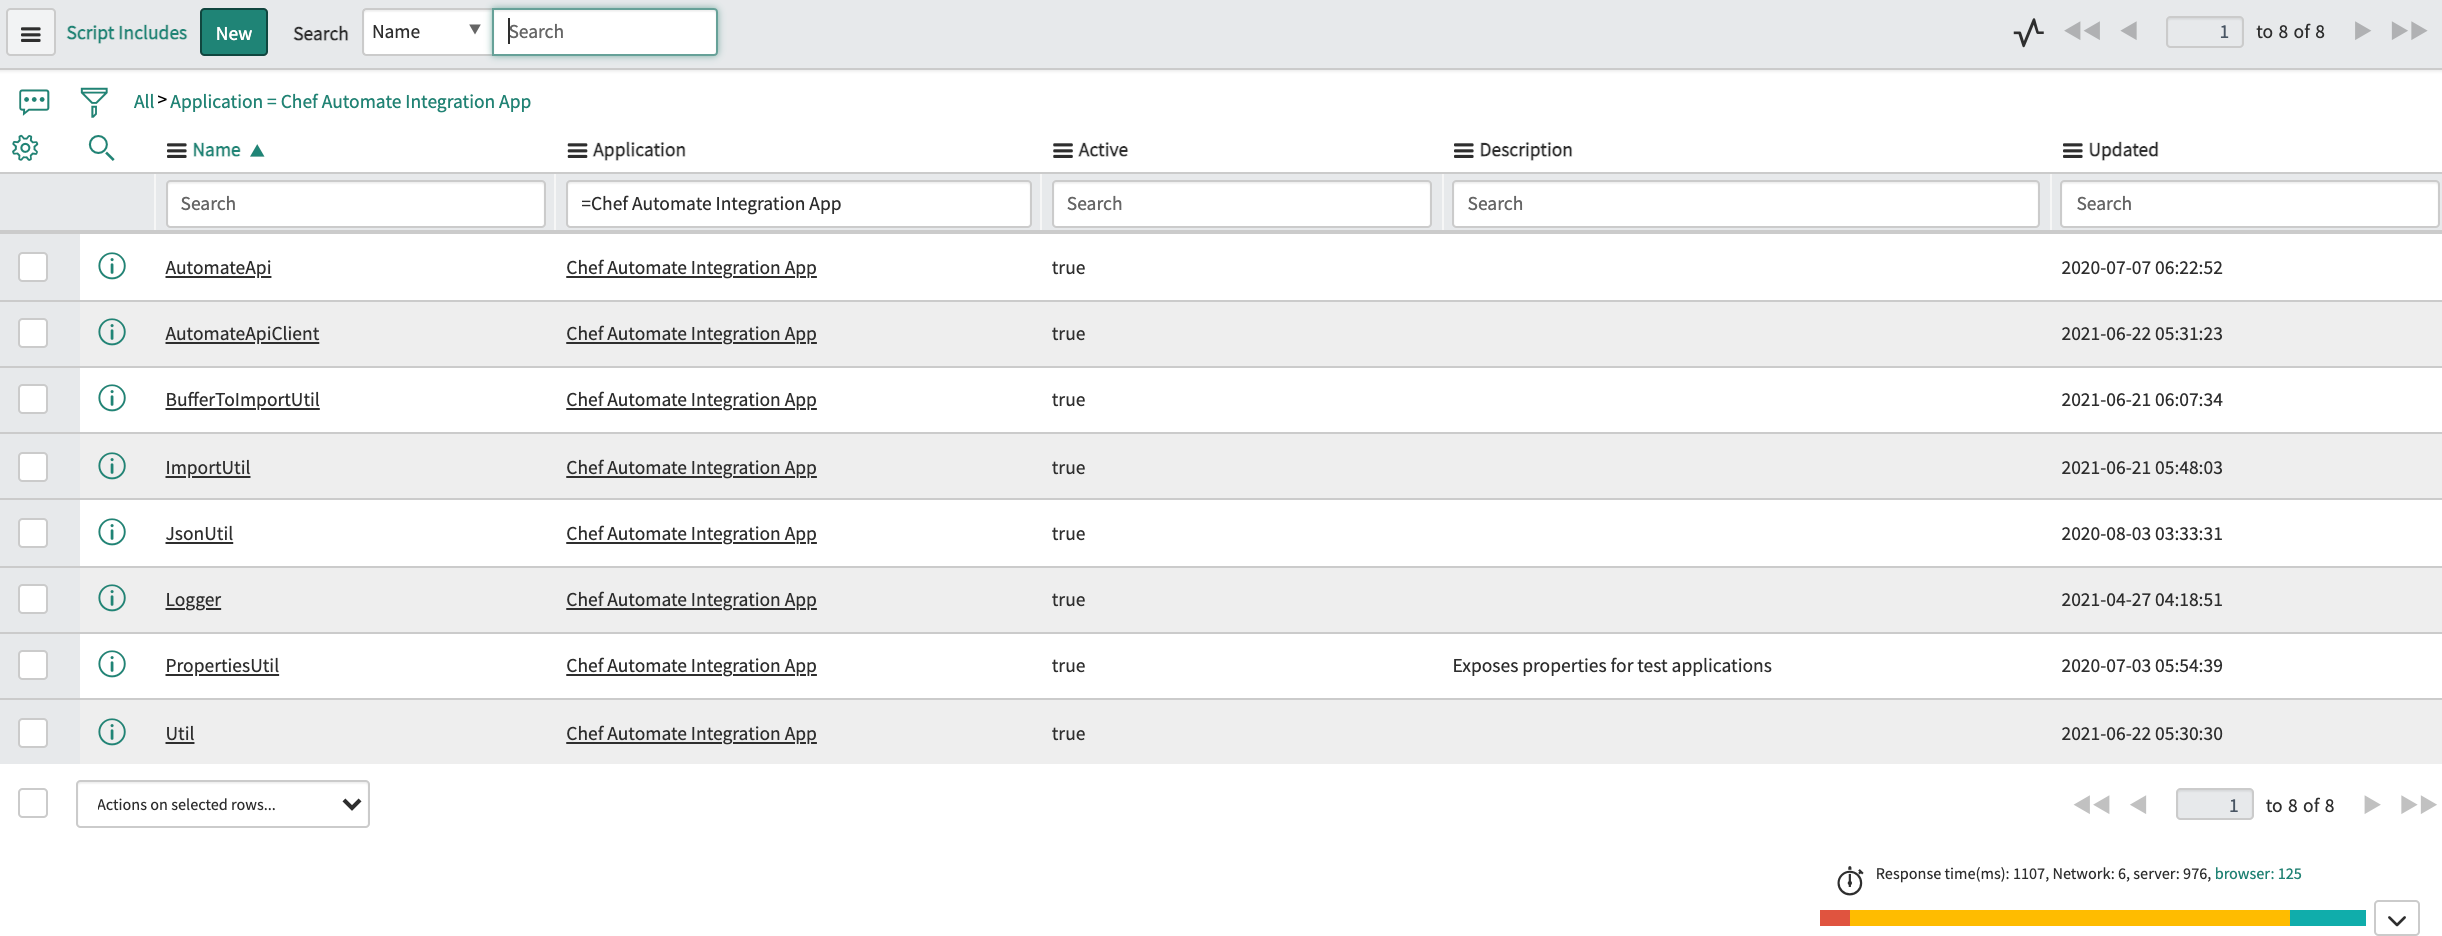 Script Includes New Search Name Search 1 to 8 of 8
All > Application = Chef Automate Integration App
Name Application Active Description Updated
Search =Chef Automate Integration App Search Search Search
AutomateApi Chef Automate Integration App true 2020-07-07 06:22:52
AutomateApiClient Chef Automate Integration App true 2021-06-22 05:31:23
BufferToImportUtil Chef Automate Integration App true 2021-06-21 06:07:34
ImportUtil Chef Automate Integration App true 2021-06-21 05:48:03
JsonUtil Chef Automate Integration App true 2020-08-03 03:33:31
Logger Chef Automate Integration App true 2021-04-27 04:18:51
PropertiesUtil Chef Automate Integration App true Exposes properties for test applications 2020-07-03 05:54:39
Util Chef Automate Integration App true 2021-06-22 05:30:30
Actions on selected rows... 1 to 8 of 8
Response time(ms): 1107, Network: 6, server: 976, browser: 125